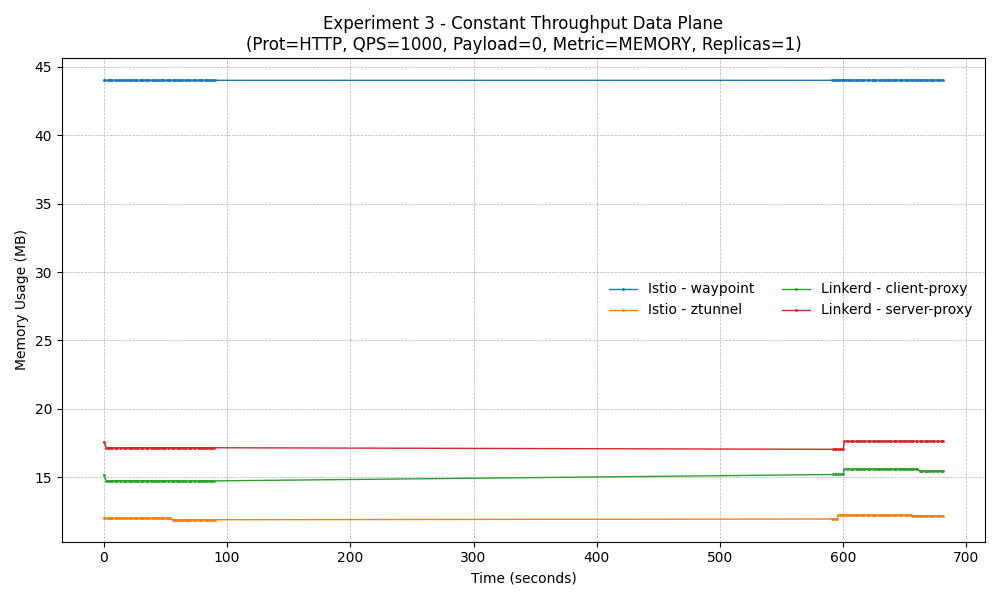 Experiment 3 - Constant Throughput Data Plane
(Prot=HTTP, QPS=1000, Payload=0, Metric=MEMORY, Replicas=1)
Memory Usage (MB)
45
40
35
30
25
20
15
Istio - waypoint
Istio - ztunnel
Linkerd - client-proxy
Linkerd - server-proxy
0 100 200 300 400 500 600 700
Time (seconds)